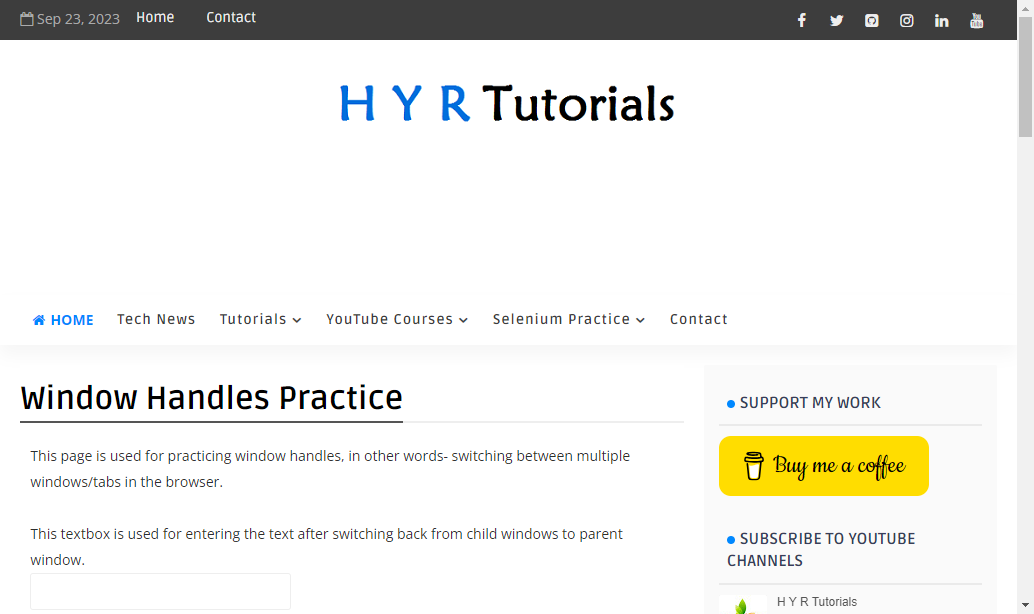 Sep 23, 2023 Home Contact
H Y R Tutorials
HOME Tech News Tutorials YouTube Courses Selenium Practice Contact
Window Handles Practice
This page is used for practicing window handles, in other words- switching between multiple
windows/tabs in the browser.
This textbox is used for entering the text after switching back from child windows to parent
window.
SUPPORT MY WORK
Buy me a coffee
SUBSCRIBE TO YOUTUBE
CHANNELS
H Y R Tutorials